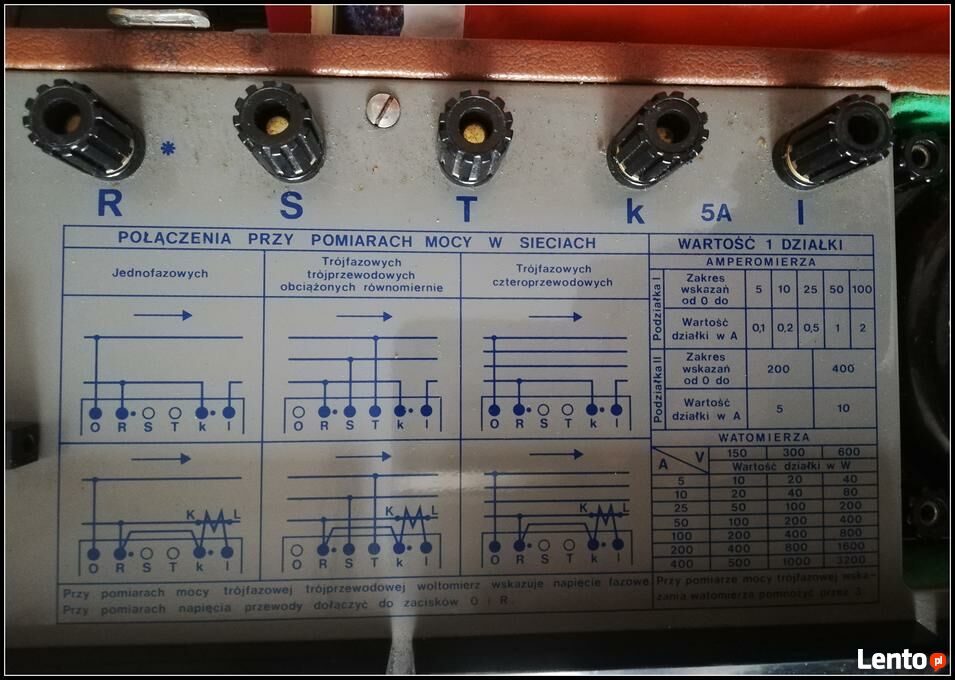 R * S T k 5A l
POŁĄCZENIA PRZY POMIARACH MOCY W SIECIACH
Jednofazowych
Trójfazowych
trójprzewodowych
obciążonych równomiernie
Trójfazowych
czteroprzewodowych
O R S T k l
O R S T k l
O R S T k l
K L
O R S T k l
K L
O R S T k l
K L
O R S T k l
Przy pomiarach mocy trójfazowej trójprzewodowej woltomierz wskazuje napięcie fazowe.
Przy pomiarach napięcia przewody dołączyć do zacisków O i R.
WARTOŚĆ 1 DZIAŁKI
AMPEROMIERZA
Podziałka I
Zakres
wskazań
od 0 do
5 10 25 50 100
Wartość
działki w A
0,1 0,2 0,5 1 2
Podziałka II
Zakres
wskazań
od 0 do
200 400
Wartość
działki w A
5 10
WATOMIERZA
A V 150 300 600
Wartość działki w W
5 10 20 40
10 20 40 80
25 50 100 200
50 100 200 400
100 200 400 800
200 400 800 1600
400 500 1000 3200
Przy pomiarze mocy trójfazowej wska-
zania watomierza pomnożyć przez 3.
Lento pl